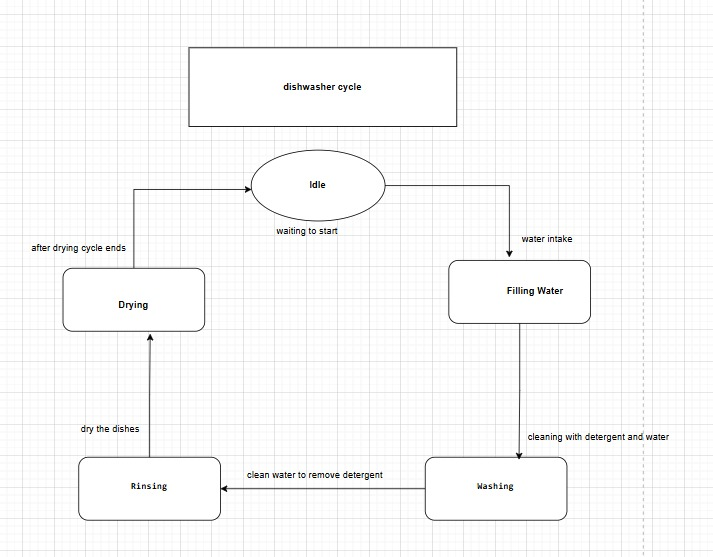 dishwasher cycle
Idle
waiting to start
water intake
after drying cycle ends
Filling Water
Drying
dry the dishes
cleaning with detergent and water
clean water to remove detergent
Rinsing
Washing